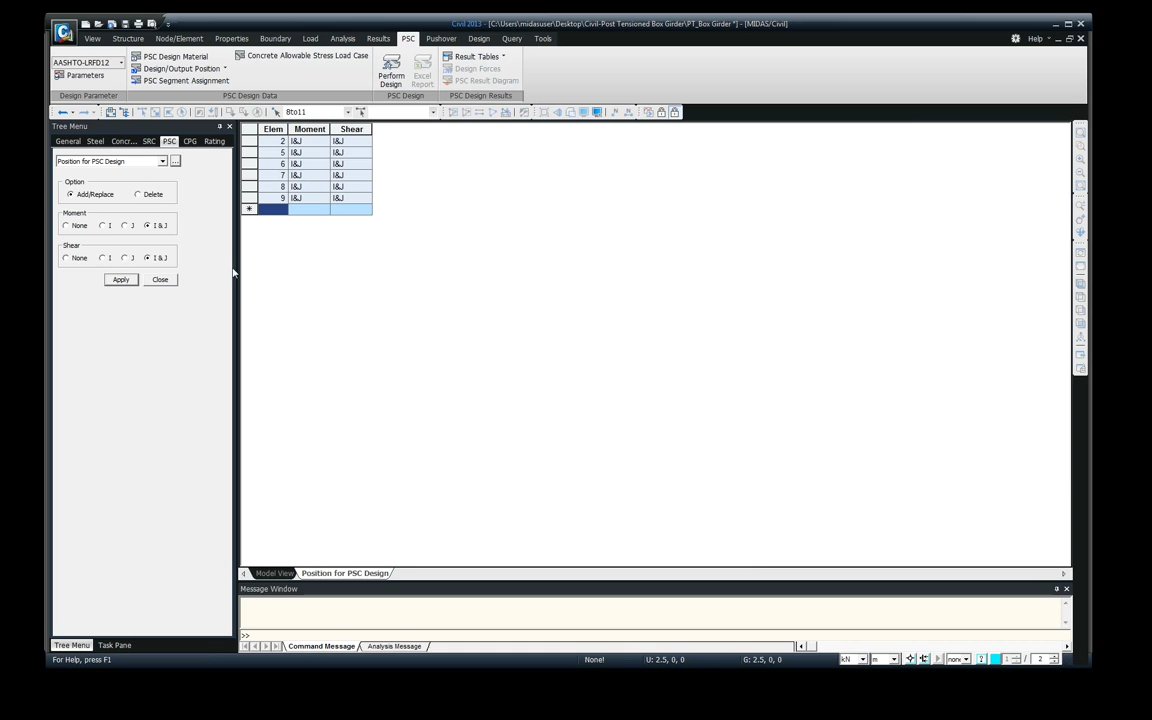 Civil 2013 - [C:\Users\midasuser\Desktop\Civil-Post Tensioned Box Girder\PT_Box Girder *] - [MIDAS/Civil]
View Structure Node/Element Properties Boundary Load Analysis Results PSC Pushover Design Query Tools Help
AASHTO-LRFD12
Parameters
Design Parameter
PSC Design Material
Design/Output Position
PSC Segment Assignment
Concrete Allowable Stress Load Case
PSC Design Data
Perform Design
Excel Report
PSC Design
Result Tables
Design Forces
PSC Result Diagram
PSC Design Results
8to11
Tree Menu
General Steel Concr... SRC PSC CPG Rating
Position for PSC Design ...
Option
Add/Replace Delete
Moment
None I J I & J
Shear
None I J I & J
Apply Close
Elem Moment Shear
2 I&J I&J
5 I&J I&J
6 I&J I&J
7 I&J I&J
8 I&J I&J
9 I&J I&J
*
Model View Position for PSC Design
Message Window
>>
Command Message Analysis Message
Tree Menu Task Pane
For Help, press F1 None! U: 2.5, 0, 0 G: 2.5, 0, 0 kN m none 1 / 2